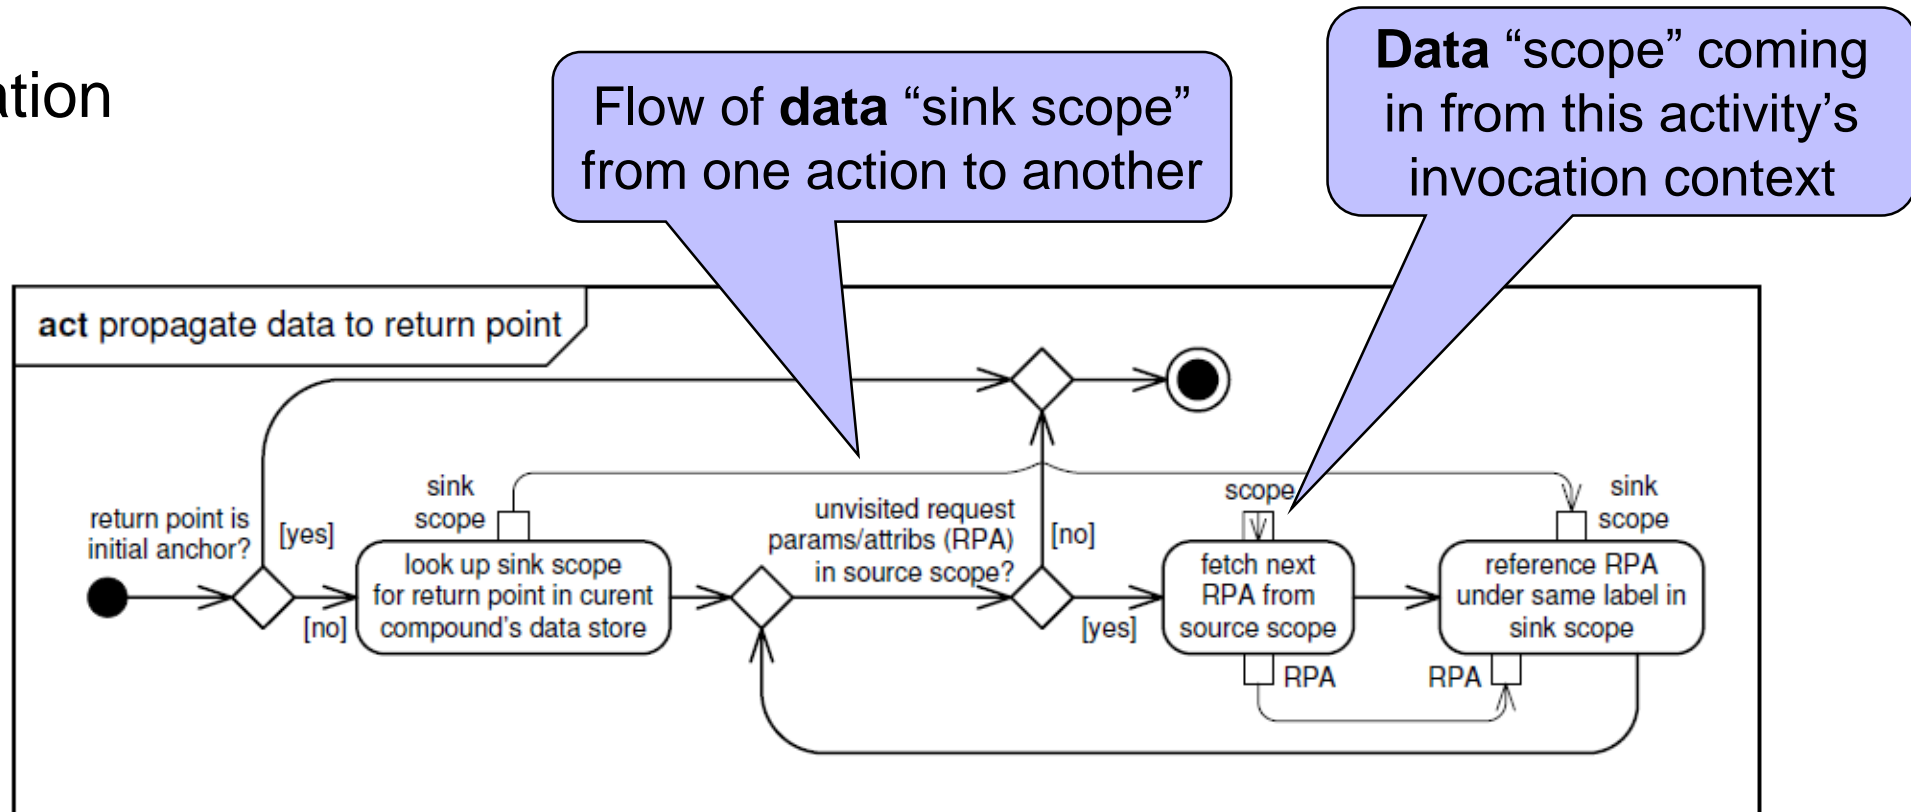 ation
Flow of data “sink scope”
from one action to another
Data “scope” coming
in from this activity’s
invocation context
act propagate data to return point
return point is
initial anchor?
[yes]
[no]
sink
scope
look up sink scope
for return point in curent
compound’s data store
unvisited request
params/attribs (RPA)
in source scope?
[no]
[yes]
scope
fetch next
RPA from
source scope
RPA
sink
scope
reference RPA
under same label in
sink scope
RPA